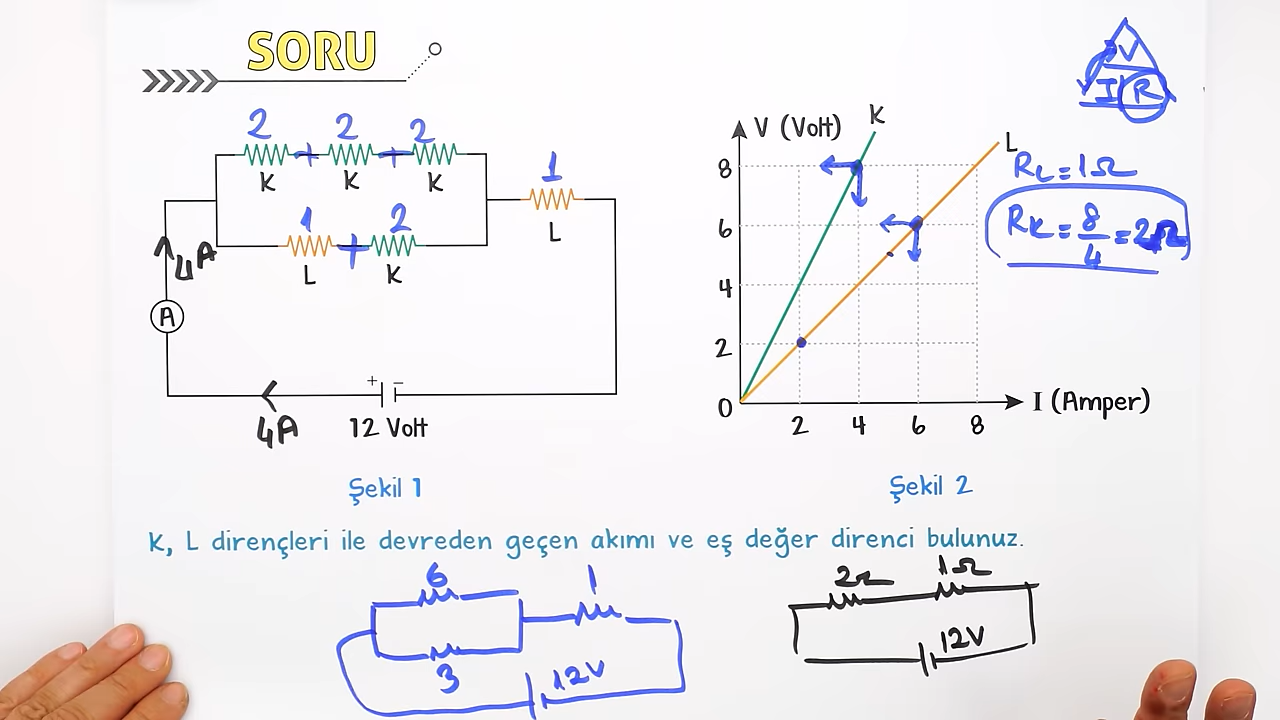 SORU
2 + 2 + 2
K K K
1
L
1 + 2
L K
4A
A
+ -
4A
12 Volt
Şekil 1
V
I R
V (Volt)
K
L
8
6
4
2
0
2 4 6 8
I (Amper)
R_L = 1Ω
R_K = 8/4 = 2Ω
Şekil 2
K, L dirençleri ile devreden geçen akımı ve eş değer direnci bulunuz.
6 1
3
12V
2Ω 1Ω
12V